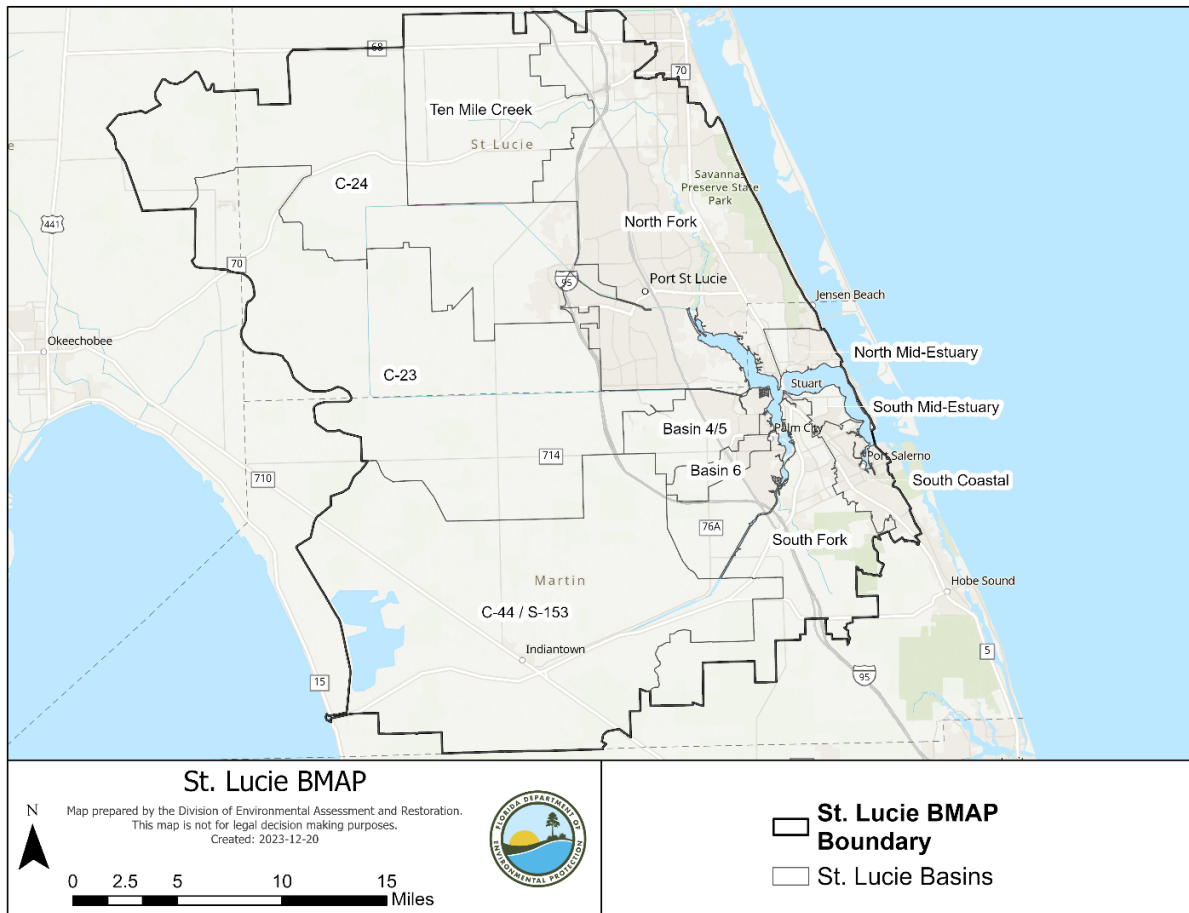 68
70
Ten Mile Creek
St Lucie
Savannas
Preserve State
Park
C-24
441
North Fork
70
95
Port St Lucie
Jensen Beach
Okeechobee
North Mid-Estuary
C-23
Stuart
South Mid-Estuary
Basin 4/5
Palm City
714
Port Salerno
Basin 6
710
South Coastal
76A
South Fork
Martin
Hobe Sound
C-44 / S-153
Indiantown
5
15
95
St. Lucie BMAP
Map prepared by the Division of Environmental Assessment and Restoration.
This map is not for legal decision making purposes.
Created: 2023-12-20
N
0 2.5 5 10 15
Miles
FLORIDA DEPARTMENT OF
ENVIRONMENTAL PROTECTION
St. Lucie BMAP
Boundary
St. Lucie Basins